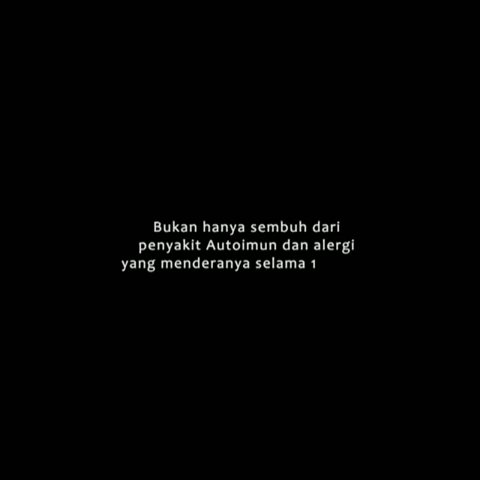 Bukan hanya sembuh dari
penyakit Autoimun dan alergi
yang menderanya selama 1